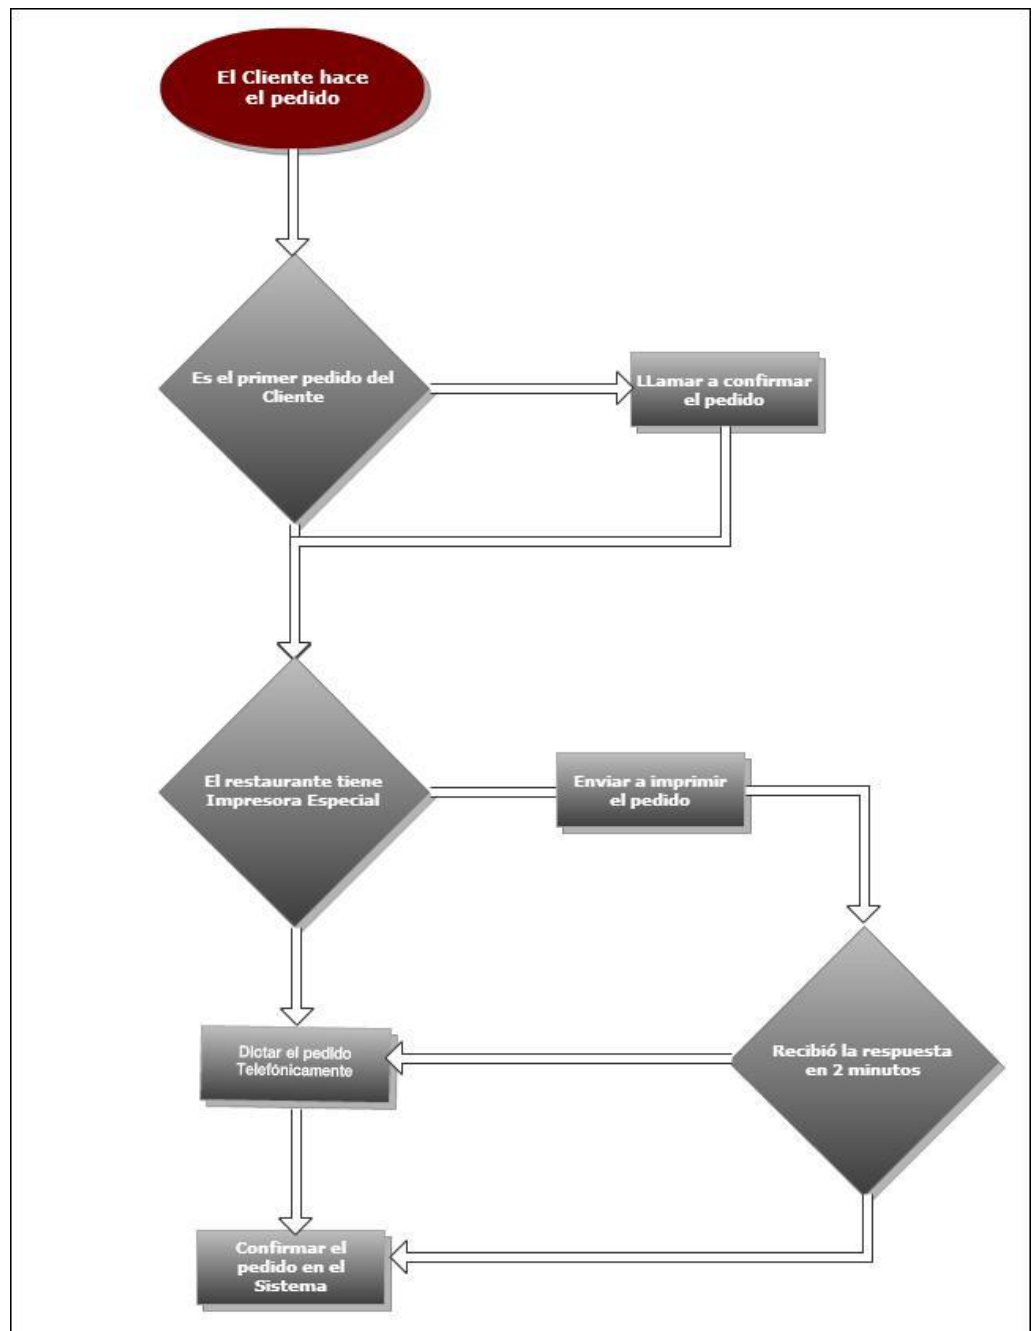 El Cliente hace
el pedido
Es el primer pedido del
Cliente
LLamar a confirmar
el pedido
El restaurante tiene
Impresora Especial
Enviar a imprimir
el pedido
Dictar el pedido
Telefónicamente
Recibió la respuesta
en 2 minutos
Confirmar el
pedido en el
Sistema